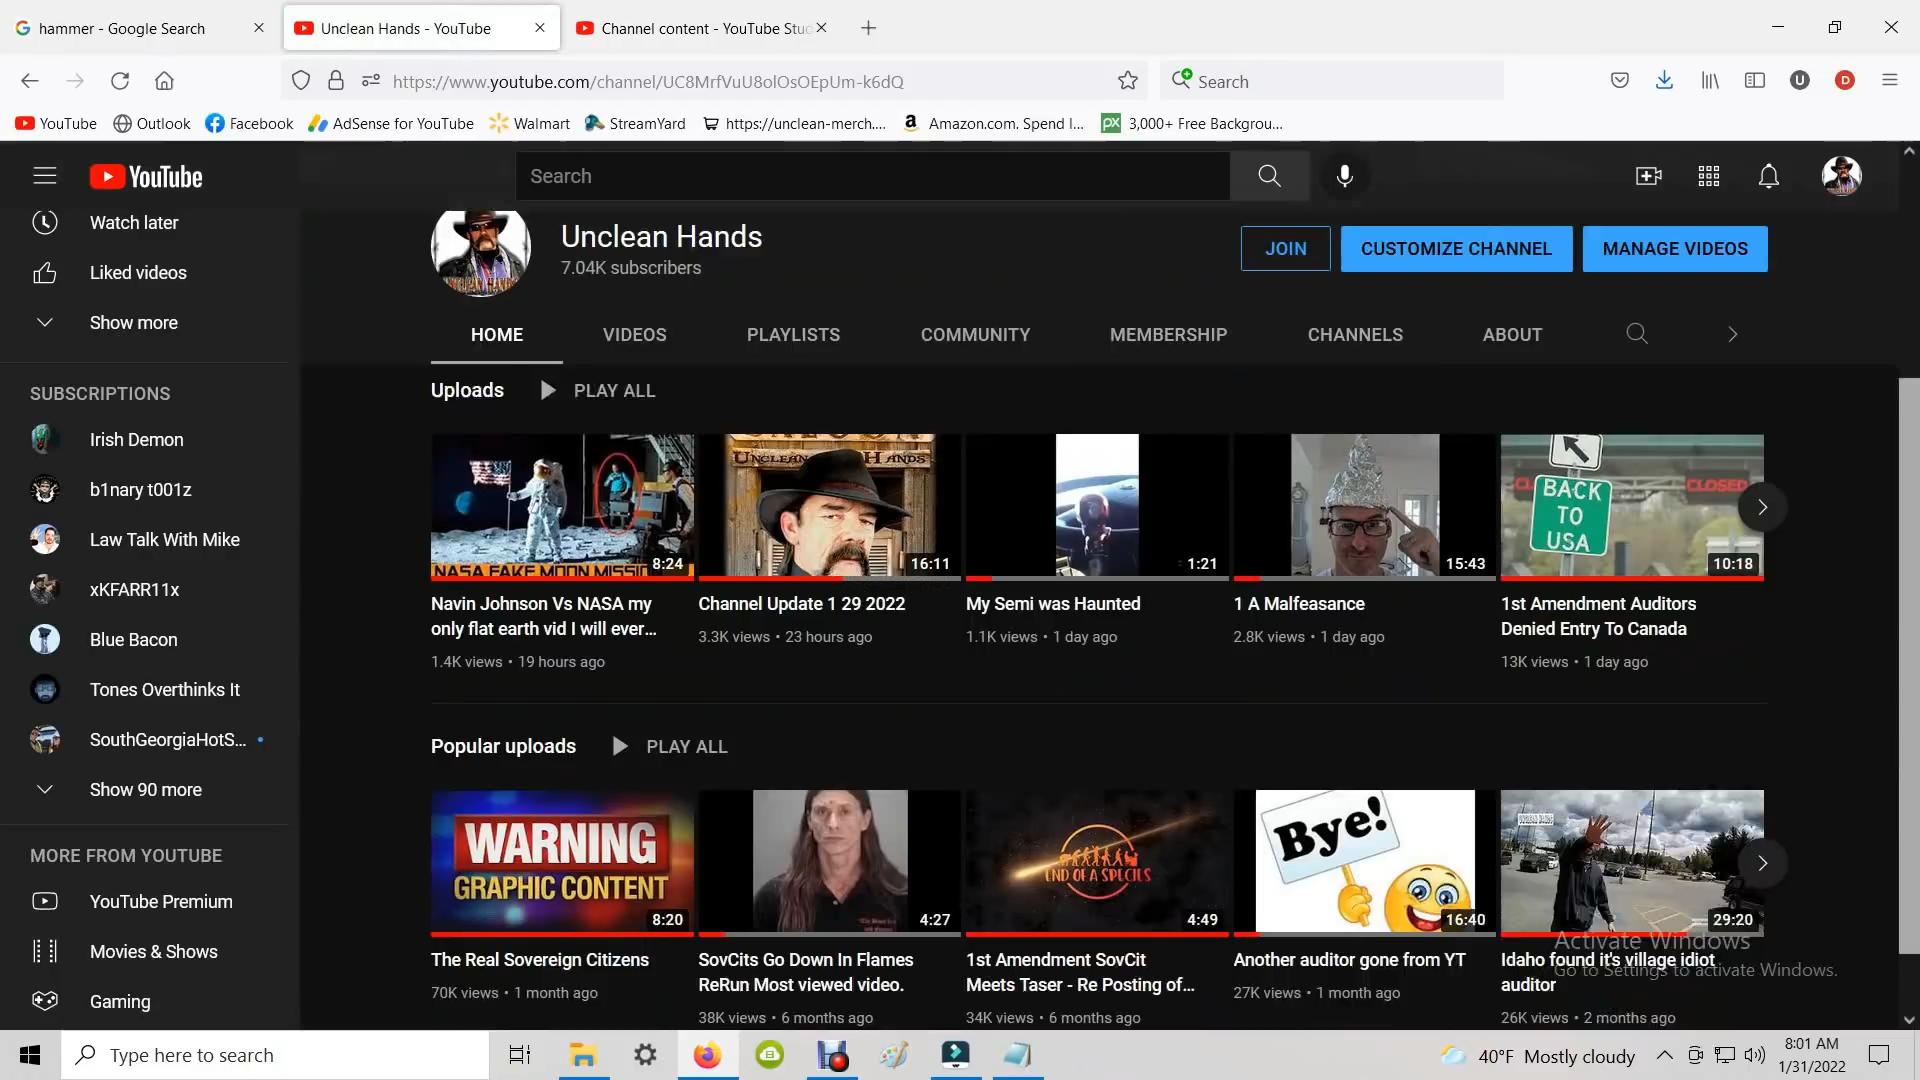 hammer - Google Search
Unclean Hands - YouTube
Channel content - YouTube Stud
https://www.youtube.com/channel/UC8MrfVuU8olOsOEpUm-k6dQ
Search
U
D
YouTube
Outlook
Facebook
AdSense for YouTube
Walmart
StreamYard
https://unclean-merch....
Amazon.com. Spend l...
px
3,000+ Free Backgrou...
YouTube
Search
Watch later
Liked videos
Show more
SUBSCRIPTIONS
Irish Demon
b1nary t001z
Law Talk With Mike
xKFARR11x
Blue Bacon
Tones Overthinks It
SouthGeorgiaHotS...
Show 90 more
MORE FROM YOUTUBE
YouTube Premium
Movies & Shows
Gaming
Unclean Hands
7.04K subscribers
JOIN
CUSTOMIZE CHANNEL
MANAGE VIDEOS
HOME
VIDEOS
PLAYLISTS
COMMUNITY
MEMBERSHIP
CHANNELS
ABOUT
Uploads
PLAY ALL
NASA FAKE MOON MISSIO
8:24
Navin Johnson Vs NASA my
only flat earth vid I will ever...
1.4K views • 19 hours ago
UNCLEAN HANDS
16:11
Channel Update 1 29 2022
3.3K views • 23 hours ago
1:21
My Semi was Haunted
1.1K views • 1 day ago
15:43
1 A Malfeasance
2.8K views • 1 day ago
CLOSED
BACK
TO
USA
10:18
1st Amendment Auditors
Denied Entry To Canada
13K views • 1 day ago
Popular uploads
PLAY ALL
WARNING
GRAPHIC CONTENT
8:20
The Real Sovereign Citizens
70K views • 1 month ago
4:27
SovCits Go Down In Flames
ReRun Most viewed video.
38K views • 6 months ago
END OF A SPECIES
4:49
1st Amendment SovCit
Meets Taser - Re Posting of...
34K views • 6 months ago
Bye!
16:40
Another auditor gone from YT
27K views • 1 month ago
29:20
Idaho found it's village idiot
auditor
26K views • 2 months ago
Activate Windows
Go to Settings to activate Windows.
Type here to search
40°F Mostly cloudy
8:01 AM
1/31/2022